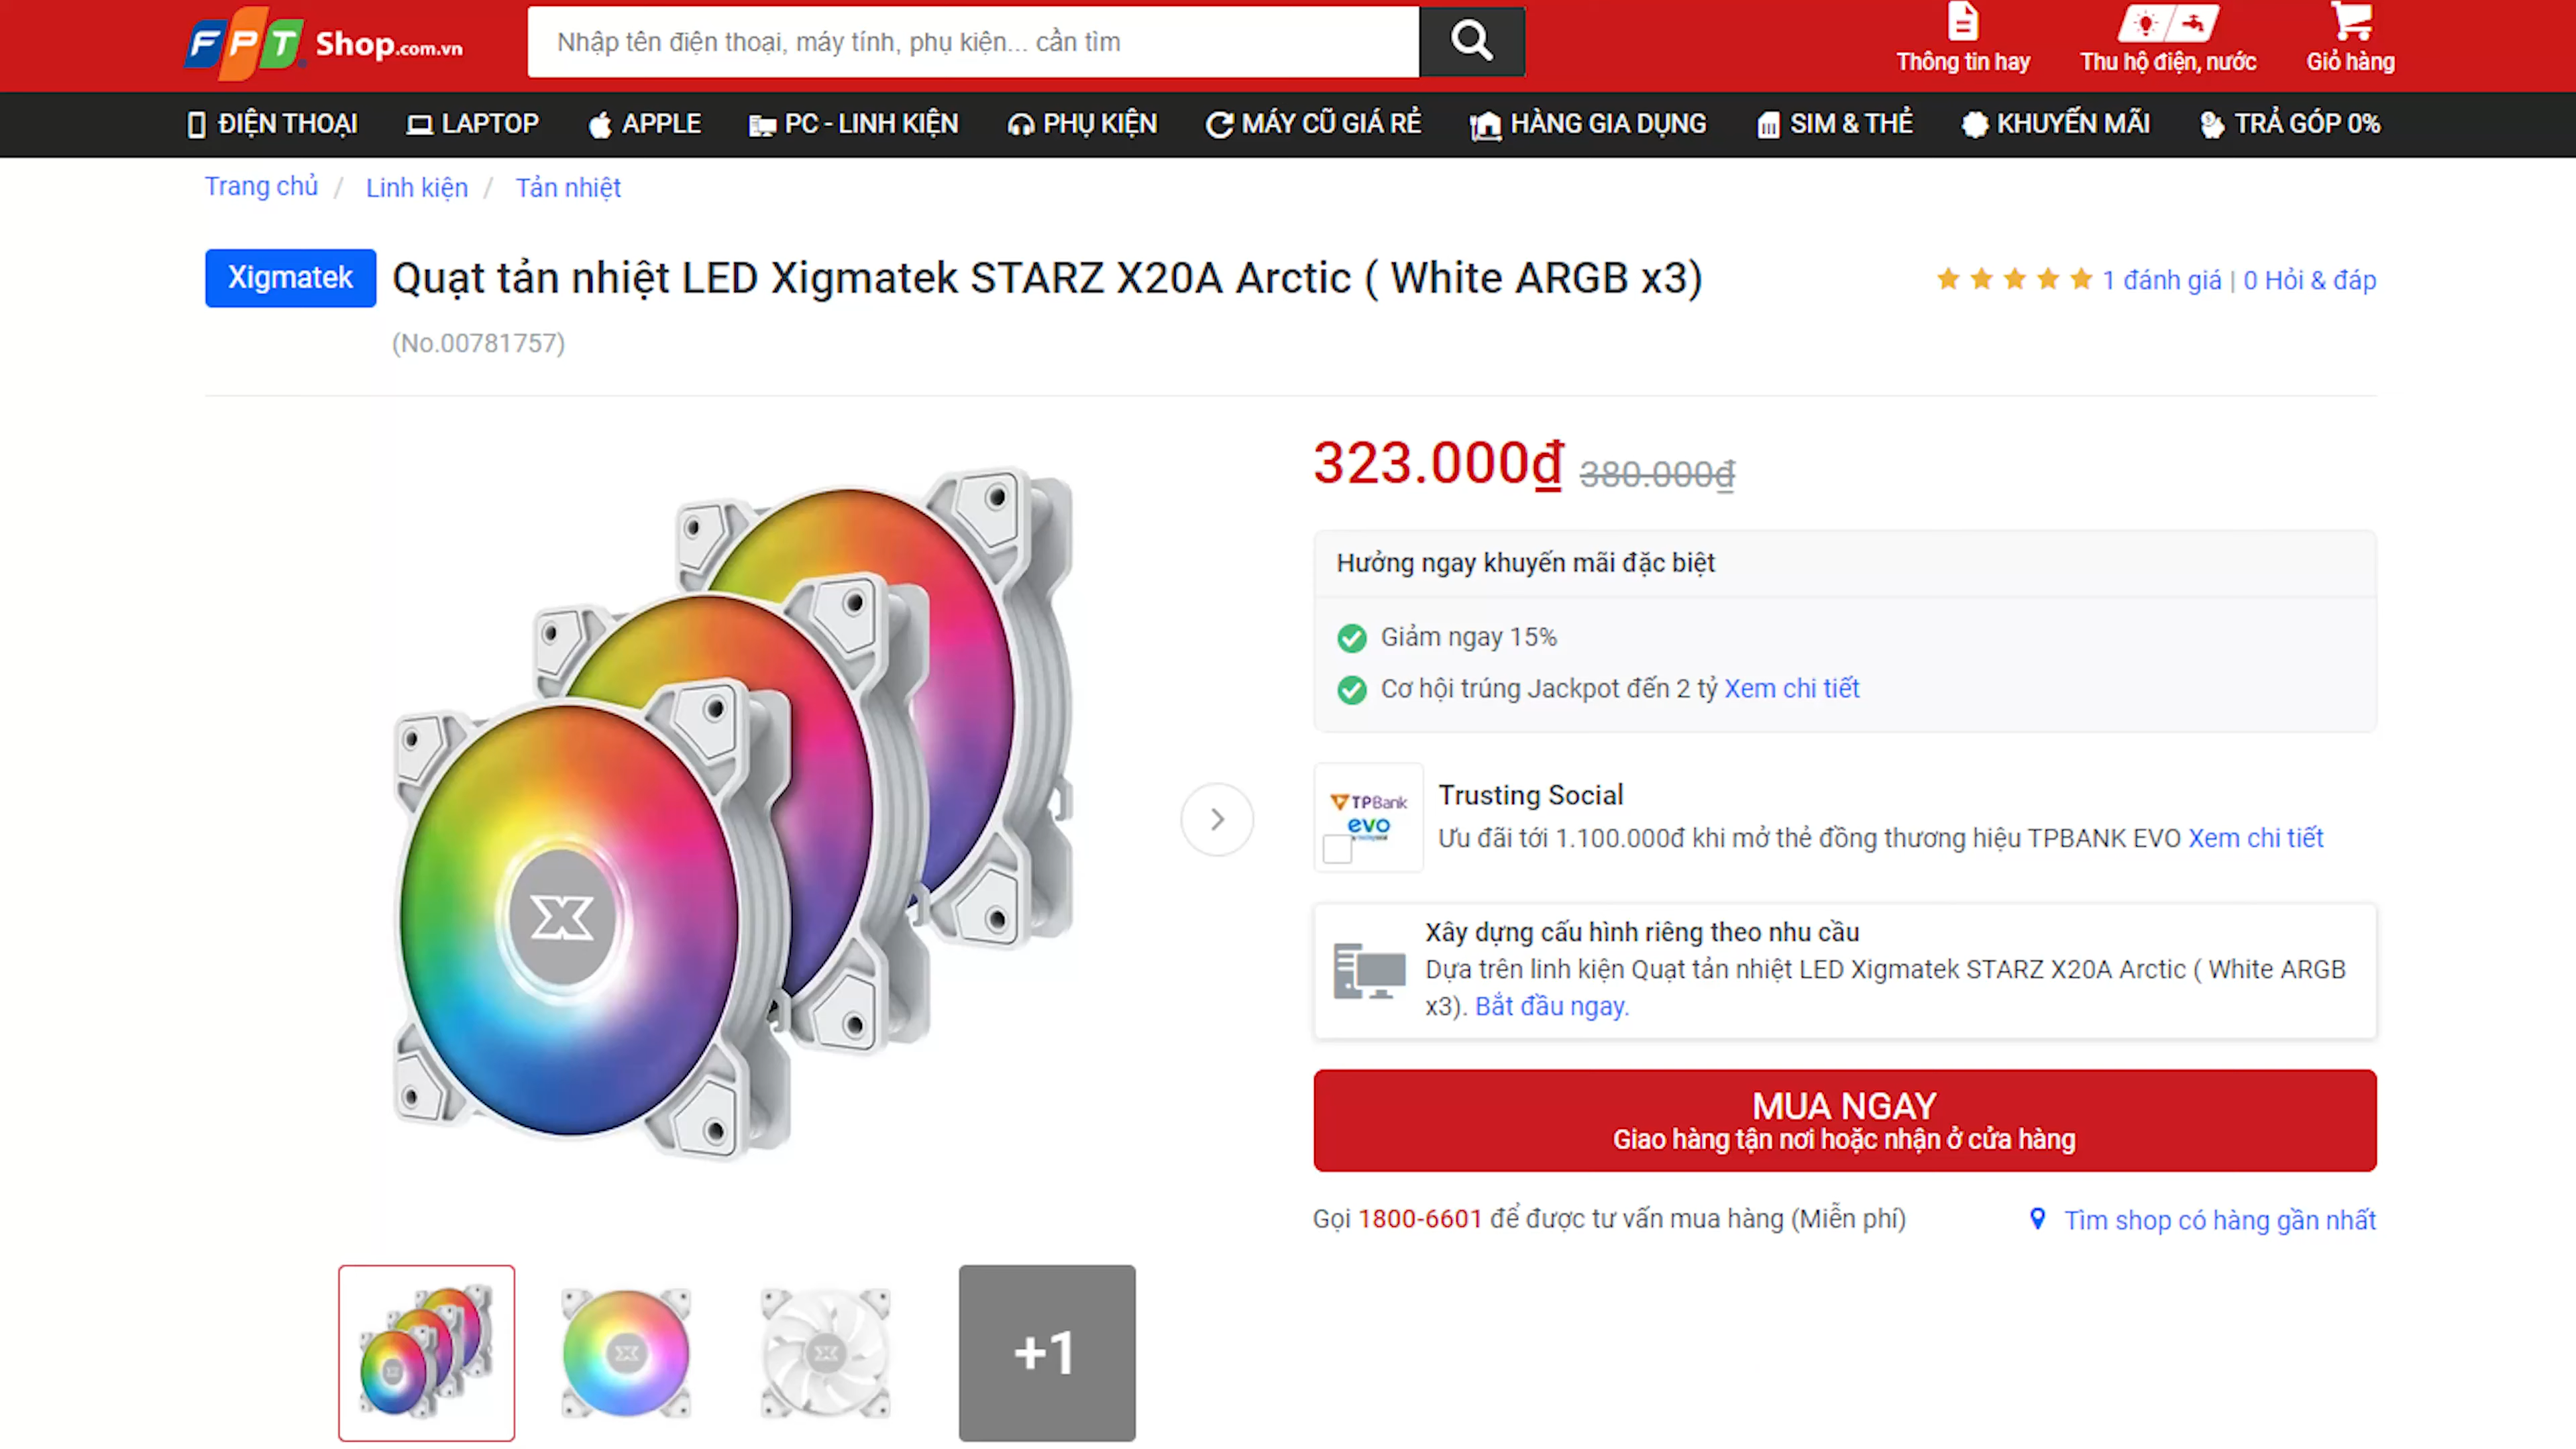 FPT Shop.com.vn
Nhập tên điện thoại, máy tính, phụ kiện... cần tìm
Thông tin hay
Thu hộ điện, nước
Giỏ hàng
ĐIỆN THOẠI
LAPTOP
APPLE
PC - LINH KIỆN
PHỤ KIỆN
MÁY CŨ GIÁ RẺ
HÀNG GIA DỤNG
SIM & THẺ
KHUYẾN MÃI
TRẢ GÓP 0%
Trang chủ / Linh kiện / Tản nhiệt
Xigmatek
Quạt tản nhiệt LED Xigmatek STARZ X20A Arctic ( White ARGB x3)
1 đánh giá | 0 Hỏi & đáp
(No.00781757)
323.000₫ 380.000₫
Hưởng ngay khuyến mãi đặc biệt
Giảm ngay 15%
Cơ hội trúng Jackpot đến 2 tỷ Xem chi tiết
TPBank
evo
Trusting Social
Ưu đãi tới 1.100.000đ khi mở thẻ đồng thương hiệu TPBANK EVO Xem chi tiết
Xây dựng cấu hình riêng theo nhu cầu
Dựa trên linh kiện Quạt tản nhiệt LED Xigmatek STARZ X20A Arctic ( White ARGB
x3). Bắt đầu ngay.
MUA NGAY
Giao hàng tận nơi hoặc nhận ở cửa hàng
Gọi 1800-6601 để được tư vấn mua hàng (Miễn phí)
Tìm shop có hàng gần nhất
+1